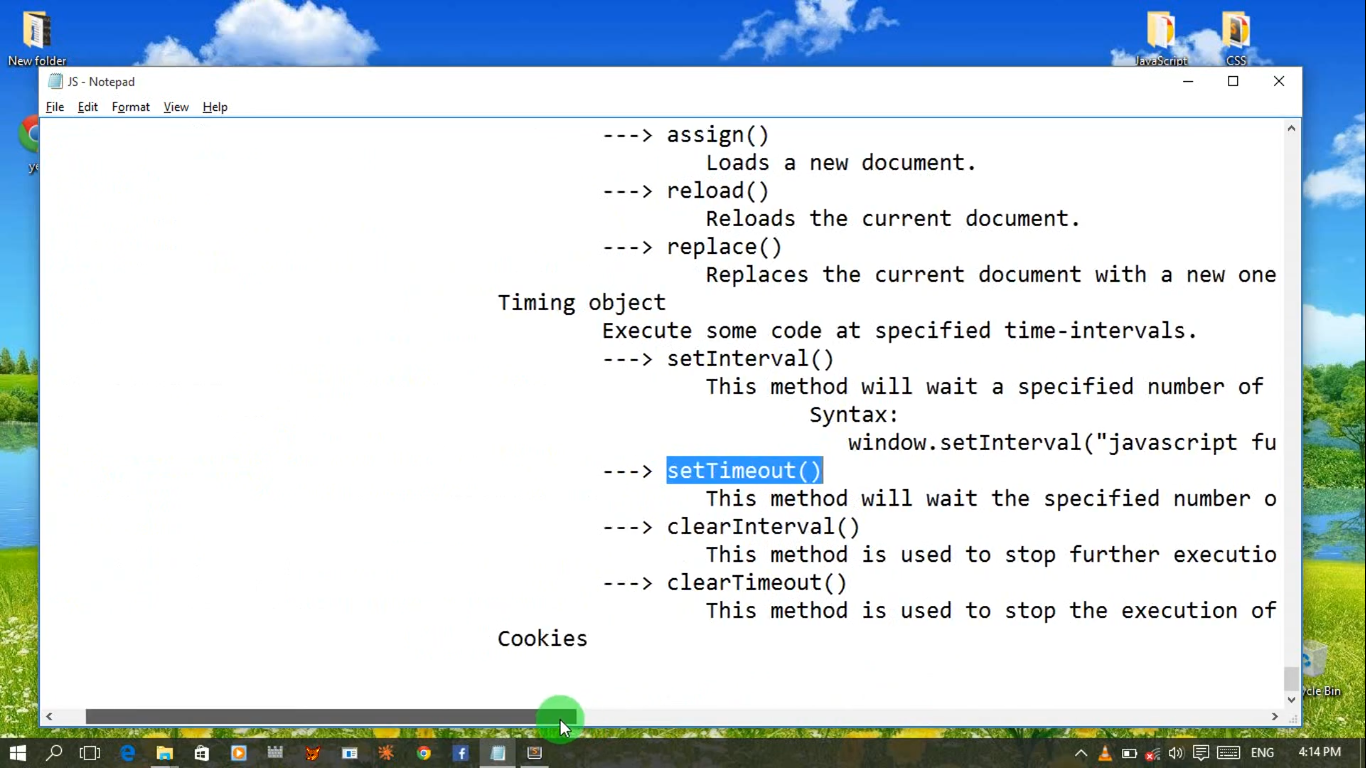 New folder
JavaScript
CSS
JS - Notepad
File Edit Format View Help
---> assign()
Loads a new document.
---> reload()
Reloads the current document.
---> replace()
Replaces the current document with a new one
Timing object
Execute some code at specified time-intervals.
---> setInterval()
This method will wait a specified number of
Syntax:
window.setInterval("javascript fu
---> setTimeout()
This method will wait the specified number o
---> clearInterval()
This method is used to stop further executio
---> clearTimeout()
This method is used to stop the execution of
Cookies
ycle Bin
ENG
4:14 PM